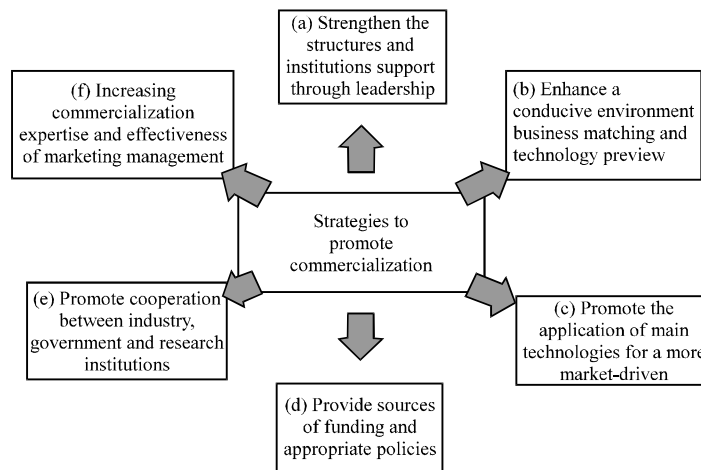 (a) Strengthen the
structures and
institutions support
through leadership
(b) Enhance a
conducive environment
business matching and
technology preview
(c) Promote the
application of main
technologies for a more
market-driven
(d) Provide sources
of funding and
appropriate policies
(e) Promote cooperation
between industry,
government and research
institutions
(f) Increasing
commercialization
expertise and effectiveness
of marketing management
Strategies to
promote
commercialization